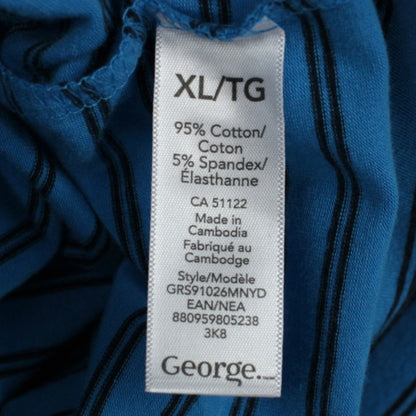 XL/TG
95% Cotton/
Coton
5% Spandex/
Élasthanne
CA 51122
Made in
Cambodia
Fabriqué au
Cambodge
Style/Modèle
GRS91026MNYD
EAN/NEA
880959805238
3K8
George.